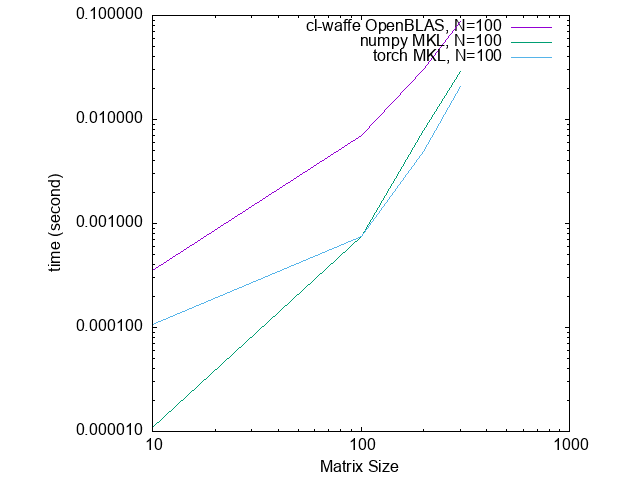 0.100000
cl-waffe OpenBLAS, N=100
numpy MKL, N=100
torch MKL, N=100
0.010000
0.001000
time (second)
0.000100
0.000010
10 100 1000
Matrix Size